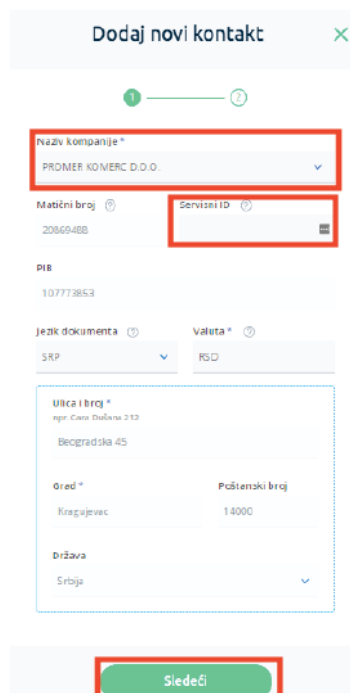 Dodaj novi kontakt
1 2
Naziv kompanije *
PROMER KOMERC D.O.O.
Matični broj Servisni ID
20869488
PIB
107773853
Jezik dokumenta Valuta *
SRP RSD
Ulica i broj *
npr. Cara Dušana 212
Beogradska 45
Grad * Poštanski broj
Kragujevac 14000
Država
Srbija
Sledeći